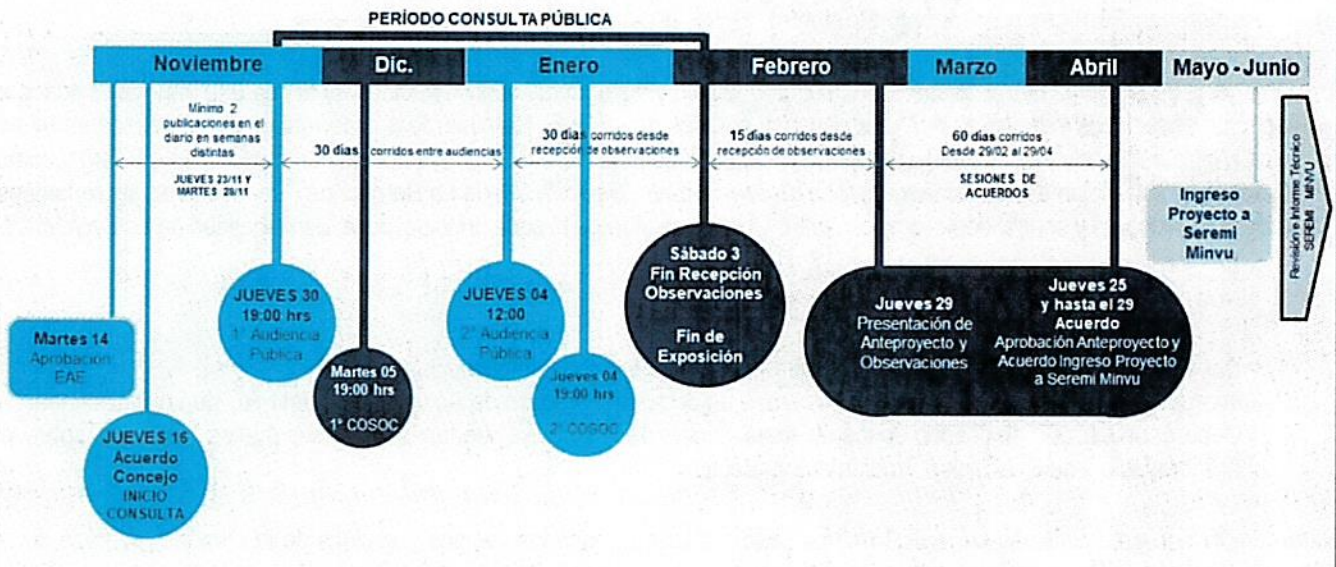 PERÍODO CONSULTA PÚBLICA
Noviembre
Dic.
Enero
Febrero
Marzo
Abril
Mayo - Junio
Mínimo 2
publicaciones en el
diario en semanas
distintas
JUEVES 23/11 Y
MARTES 28/11
30 días corridos entre audiencias
30 días corridos desde
recepción de observaciones
15 días corridos desde
recepción de observaciones
60 días corridos
Desde 29/02 al 29/04
SESIONES DE
ACUERDOS
Martes 14
Aprobación
EAE
JUEVES 16
Acuerdo
Concejo
INICIO
CONSULTA
JUEVES 30
19:00 hrs
1° Audiencia
Pública
Martes 05
19:00 hrs
1° COSOC
JUEVES 04
12:00
2° Audiencia
Pública
Jueves 04
19:00 hrs
2° COSOC
Sábado 3
Fin Recepción
Observaciones
Fin de
Exposición
Jueves 29
Presentación de
Anteproyecto y
Observaciones
Jueves 25
y hasta el 29
Acuerdo
Aprobación Anteproyecto y
Acuerdo Ingreso Proyecto
a Seremi Minvu
Ingreso
Proyecto a
Seremi
Minvu
Revisión e Informe Técnico
SEREMI MINVU